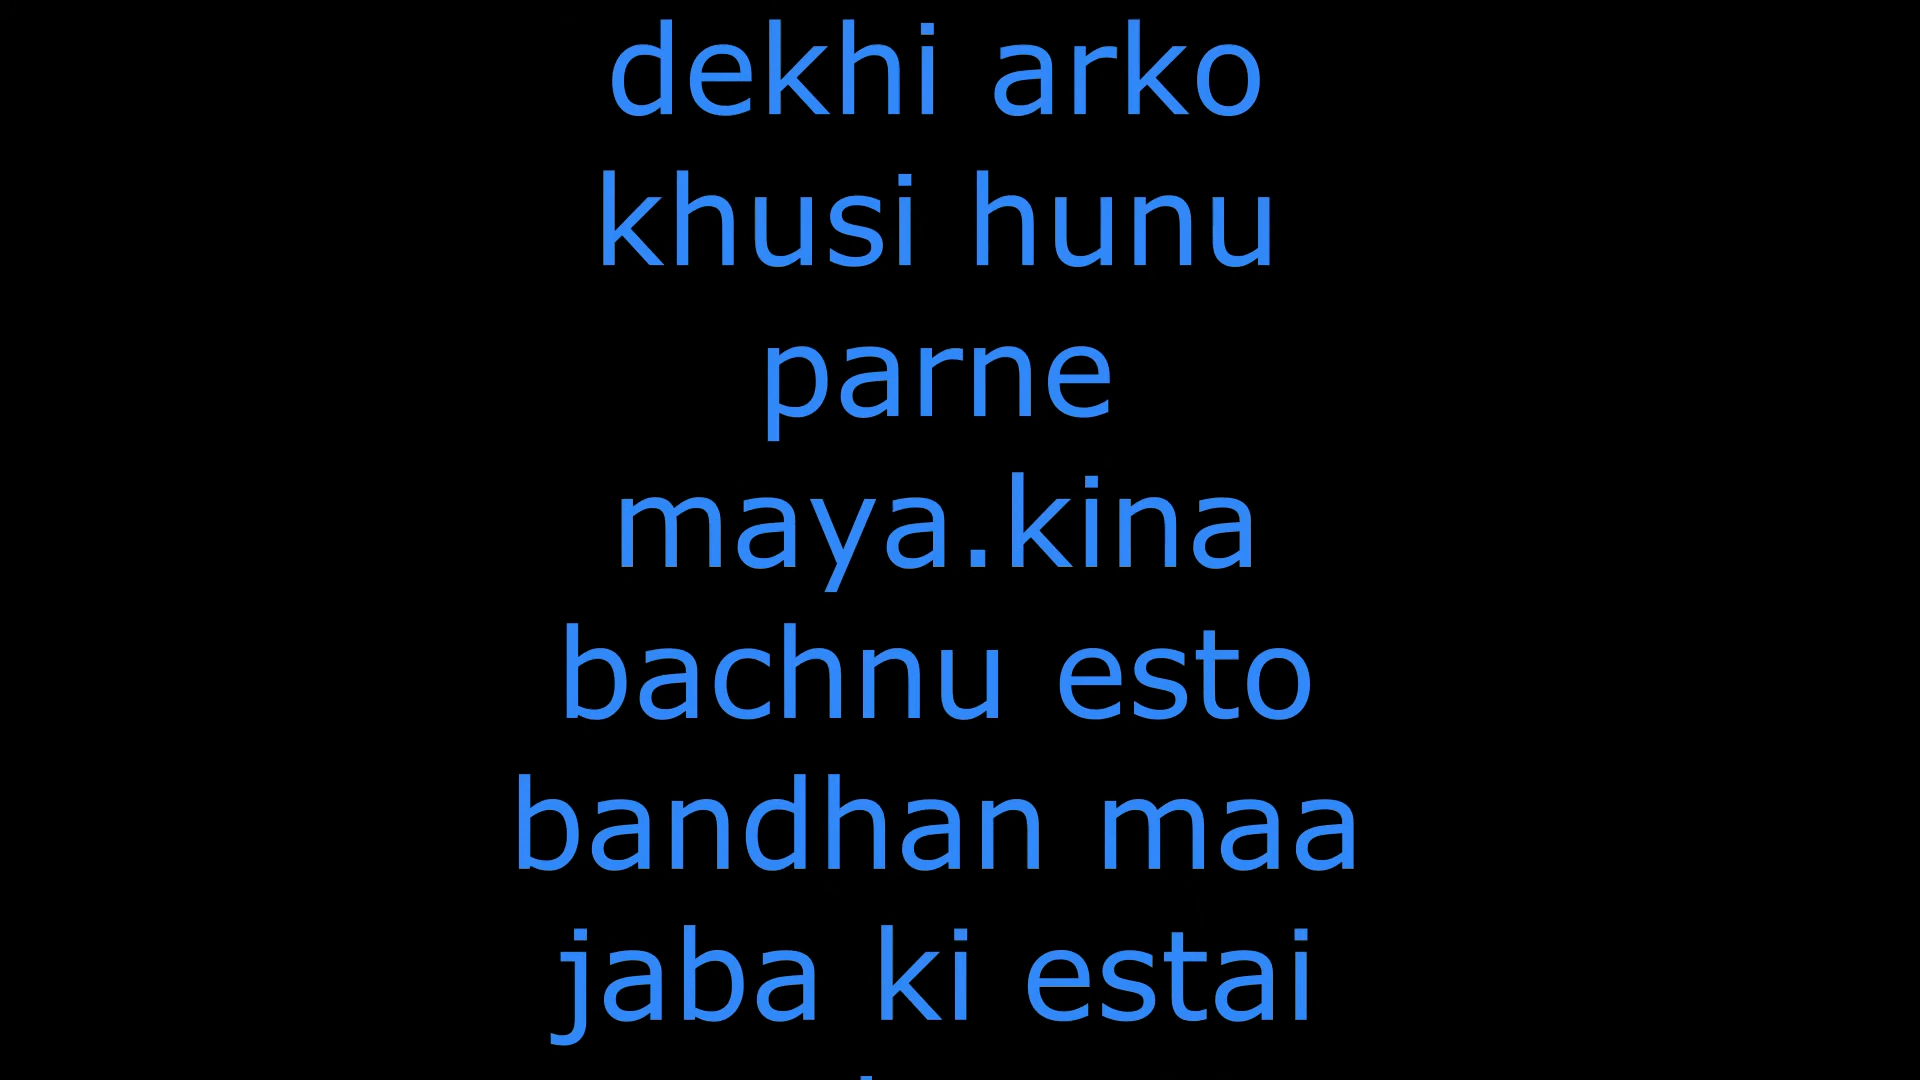 dekhi arko
khusi hunu
parne
maya.kina
bachnu esto
bandhan maa
jaba ki estai